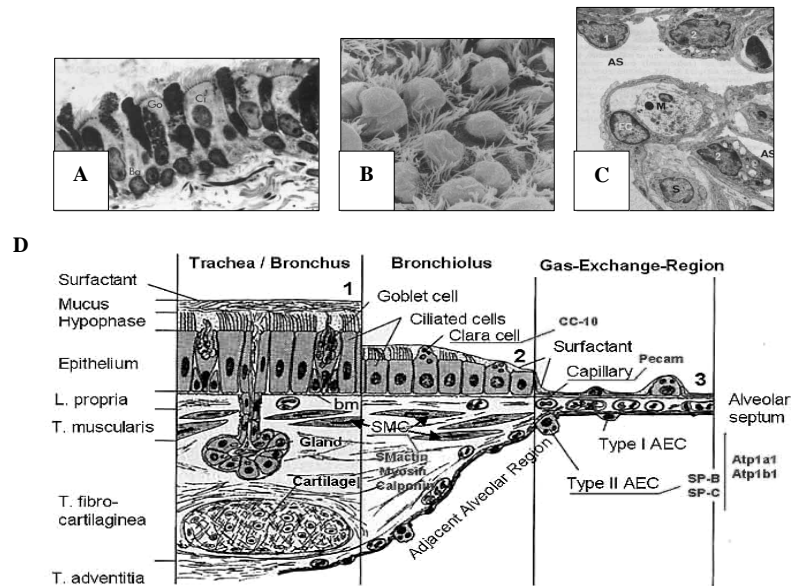 A
Go
Ci
Ba
B
C
1
2
AS
M
EC
2
AS
S
D
Trachea / Bronchus
Bronchiolus
Gas-Exchange-Region
Surfactant
Mucus
Hypophase
Epithelium
L. propria
T. muscularis
T. fibro-
cartilaginea
T. adventitia
1
Goblet cell
Ciliated cells
Clara cell
CC-10
2
Surfactant
Capillary
Pecam
3
bm
SMC
SMactin
Myosin
Calponin
Gland
Cartilage
Adjacent Alveolar Region
Type I AEC
Type II AEC
SP-B
SP-C
Alveolar
septum
Atp1a1
Atp1b1